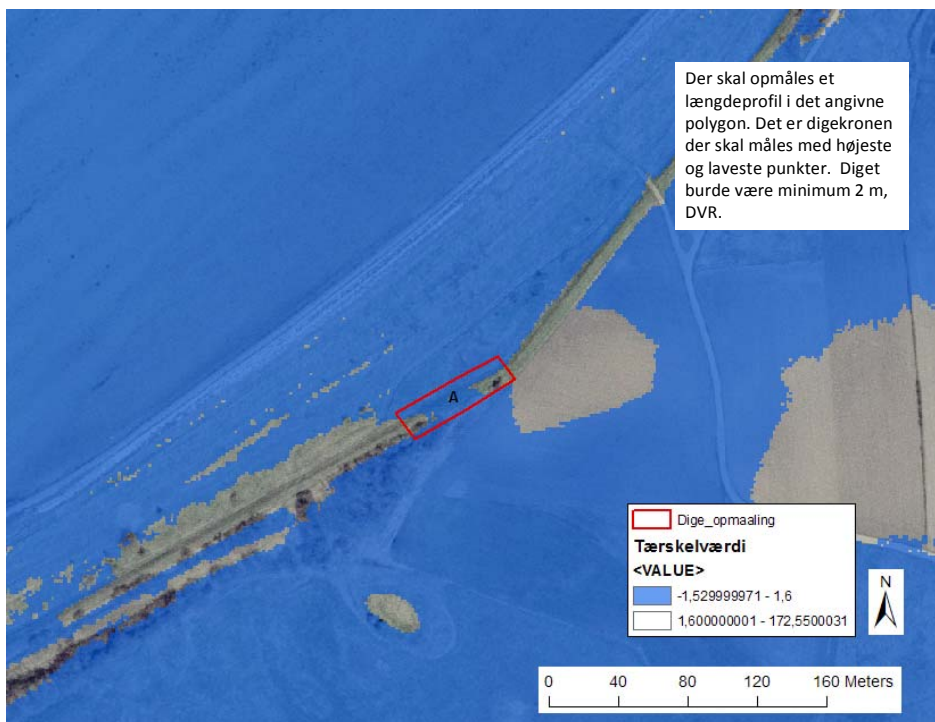 Der skal opmåles et
længdeprofil i det angivne
polygon. Det er digekronen
der skal måles med højeste
og laveste punkter. Diget
burde være minimum 2 m,
DVR.
A
Dige_opmaaling
Tærskelværdi
<VALUE>
-1,529999971 - 1,6
1,600000001 - 172,5500031
N
0 40 80 120 160 Meters